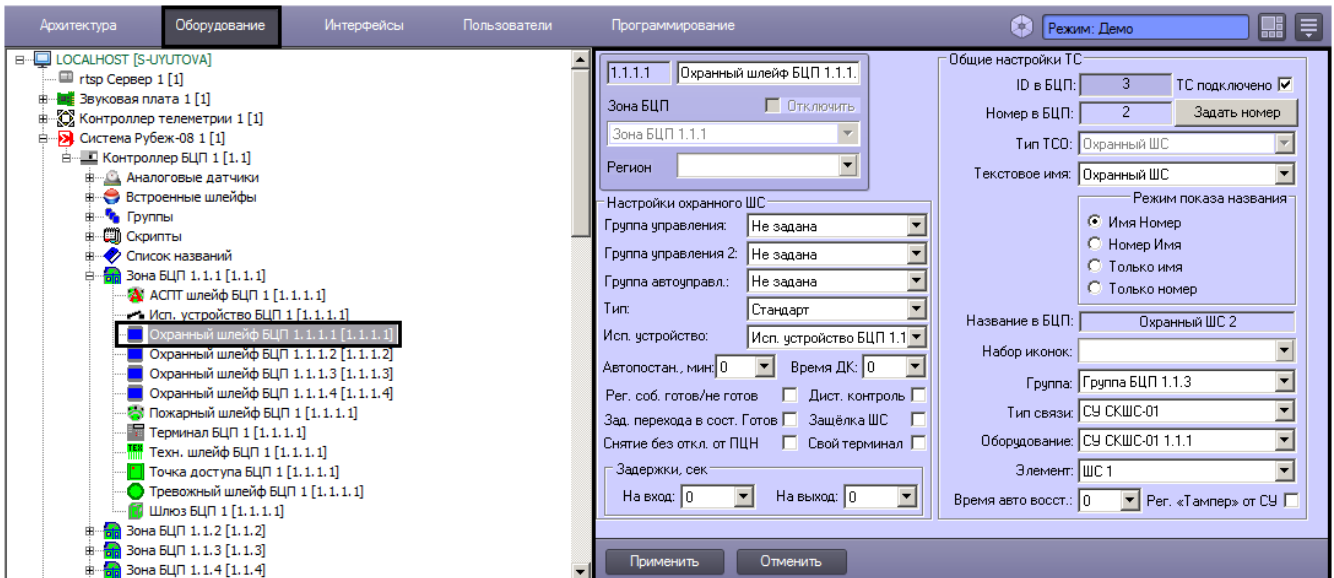 Архитектура Оборудование Интерфейсы Пользователи Программирование Режим: Демо
LOCALHOST [S-UYUTOVA]
rtsp Сервер 1 [1]
Звуковая плата 1 [1]
Контроллер телеметрии 1 [1]
Система Рубеж-08 1 [1]
Контроллер БЦП 1 [1.1]
Аналоговые датчики
Встроенные шлейфы
Группы
Скрипты
Список названий
Зона БЦП 1.1.1 [1.1.1]
АСПТ шлейф БЦП 1 [1.1.1.1]
Исп. устройство БЦП 1 [1.1.1.1]
Охранный шлейф БЦП 1.1.1.1 [1.1.1.1]
Охранный шлейф БЦП 1.1.1.2 [1.1.1.2]
Охранный шлейф БЦП 1.1.1.3 [1.1.1.3]
Охранный шлейф БЦП 1.1.1.4 [1.1.1.4]
Пожарный шлейф БЦП 1 [1.1.1.1]
Терминал БЦП 1 [1.1.1.1]
Техн. шлейф БЦП 1 [1.1.1.1]
Точка доступа БЦП 1 [1.1.1.1]
Тревожный шлейф БЦП 1 [1.1.1.1]
Шлюз БЦП 1 [1.1.1.1]
Зона БЦП 1.1.2 [1.1.2]
Зона БЦП 1.1.3 [1.1.3]
Зона БЦП 1.1.4 [1.1.4]
1.1.1.1 Охранный шлейф БЦП 1.1.1.
Зона БЦП Отключить
Зона БЦП 1.1.1
Регион
Настройки охранного ШС
Группа управления: Не задана
Группа управления 2: Не задана
Группа автоуправл.: Не задана
Тип: Стандарт
Исп. устройство: Исп. устройство БЦП 1.1
Автопостан., мин: 0 Время ДК: 0
Рег. соб. готов/не готов Дист. контроль
Зад. перехода в сост. Готов Защёлка ШС
Снятие без откл. от ПЦН Свой терминал
Задержки, сек
На вход: 0 На выход: 0
Общие настройки ТС
ID в БЦП: 3 ТС подключено
Номер в БЦП: 2 Задать номер
Тип ТСО: Охранный ШС
Текстовое имя: Охранный ШС
Режим показа названия
Имя Номер
Номер Имя
Только имя
Только номер
Название в БЦП: Охранный ШС 2
Набор иконок:
Группа: Группа БЦП 1.1.3
Тип связи: СУ СКШС-01
Оборудование: СУ СКШС-01 1.1.1
Элемент: ШС 1
Время авто восст.: 0 Рег. «Тампер» от СУ
Применить Отменить